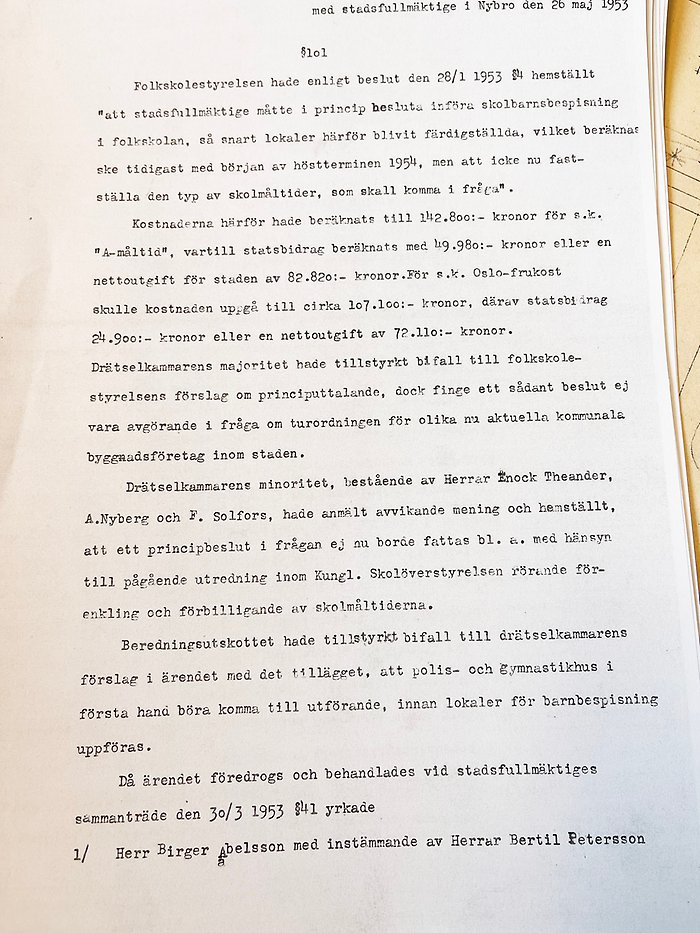 med stadsfullmäktige i Nybro den 26 maj 1953
§lol
Folkskolestyrelsen hade enligt beslut den 28/1 1953 §4 hemställt
"att stadsfullmäktige måtte i princip besluta införa skolbarnsbespisning
i folkskolan, så snart lokaler härför blivit färdigställda, vilket beräknas
ske tidigast med början av höstterminen 1954, men att icke nu fast-
ställa den typ av skolmåltider, som skall komma i fråga".
Kostnaderna härför hade beräknats till 142.800:- kronor för s.k.
"A-måltid", vartill statsbidrag beräknats med 49.980:- kronor eller en
nettoutgift för staden av 82.820:- kronor.För s.k. Oslo-frukost
skulle kostnaden uppgå till cirka 107.100:- kronor, därav statsbidrag
24.900:- kronor eller en nettoutgift av 72.110:- kronor.
Drätselkammarens majoritet hade tillstyrkt bifall till folkskole-
styrelsens förslag om principuttalande, dock finge ett sådant beslut ej
vara avgörande i fråga om turordningen för olika nu aktuella kommunala
byggnadsföretag inom staden.
Drätselkammarens minoritet, bestående av Herrar Enock Theander,
A.Nyberg och F. Solfors, hade anmält avvikande mening och hemställt,
att ett principbeslut i frågan ej nu borde fattas bl. a. med hänsyn
till pågående utredning inom Kungl. Skolöverstyrelsen rörande för-
enkling och förbilligande av skolmåltiderna.
Beredningsutskottet hade tillstyrkt bifall till drätselkammarens
förslag i ärendet med det tillägget, att polis- och gymnastikhus i
första hand böra komma till utförande, innan lokaler för barnbespisning
uppföras.
Då ärendet föredrogs och behandlades vid stadsfullmäktiges
sammanträde den 30/3 1953 §41 yrkade
1/ Herr Birger Abelsson med instämmande av Herrar Bertil Petersson